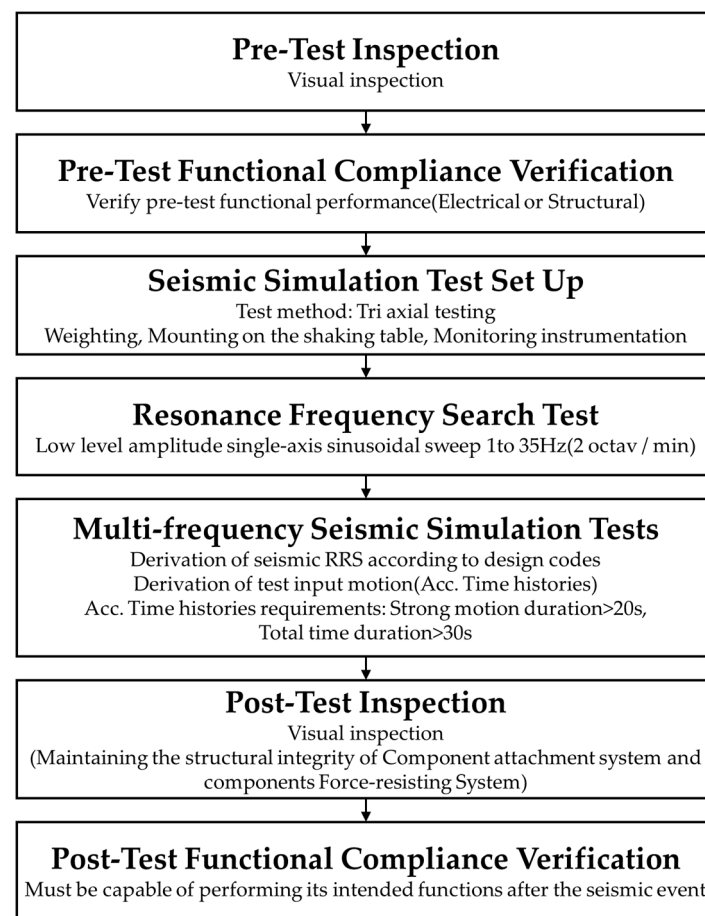 Pre-Test Inspection
Visual inspection
Pre-Test Functional Compliance Verification
Verify pre-test functional performance(Electrical or Structural)
Seismic Simulation Test Set Up
Test method: Tri axial testing
Weighting, Mounting on the shaking table, Monitoring instrumentation
Resonance Frequency Search Test
Low level amplitude single-axis sinusoidal sweep 1to 35Hz(2 octav / min)
Multi-frequency Seismic Simulation Tests
Derivation of seismic RRS according to design codes
Derivation of test input motion(Acc. Time histories)
Acc. Time histories requirements: Strong motion duration>20s,
Total time duration>30s
Post-Test Inspection
Visual inspection
(Maintaining the structural integrity of Component attachment system and
components Force-resisting System)
Post-Test Functional Compliance Verification
Must be capable of performing its intended functions after the seismic event